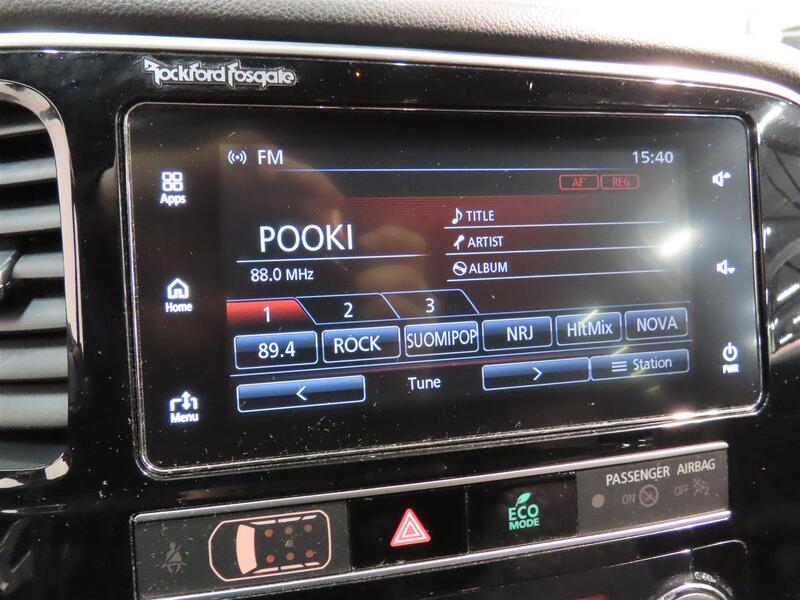 Rockford Fosgate
FM 15:40
AF REG
Apps
TITLE
POOKI
ARTIST
88.0 MHz
ALBUM
Home
1 2 3
89.4 ROCK SUOMIPOP NRJ HitMix NOVA
PWR
< Tune > Station
Menu
PASSENGER AIRBAG
ECO
MODE
ON OFF